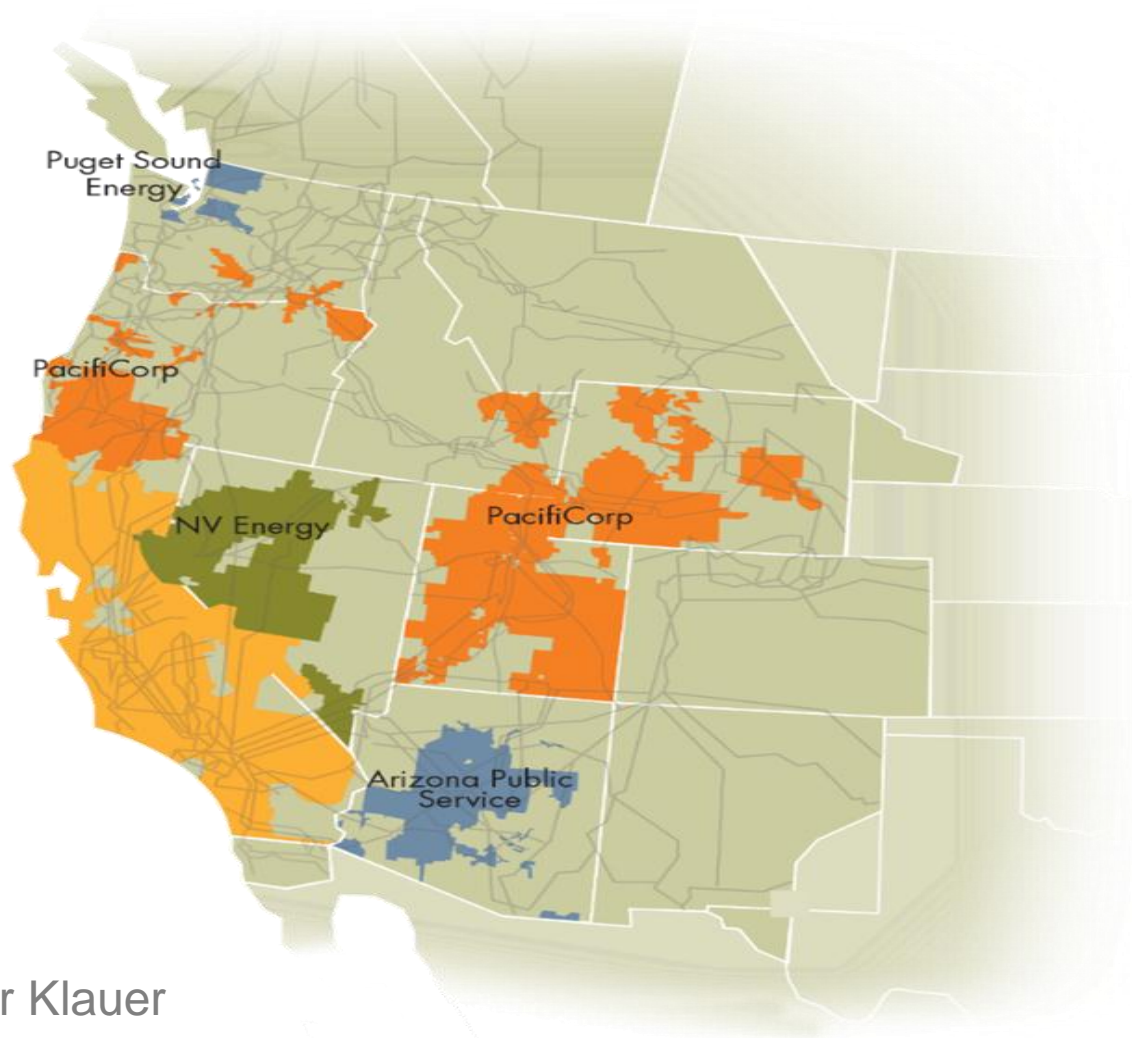 Puget Sound
Energy
PacifiCorp
NV Energy
PacifiCorp
Arizona Public
Service
r Klauer